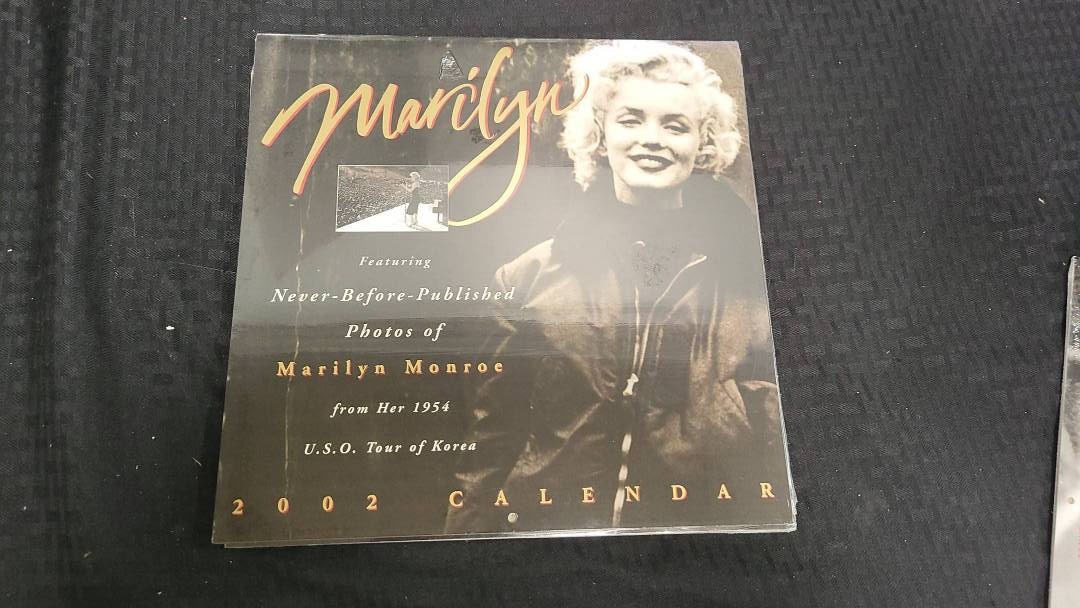 Marilyn
Featuring
Never-Before-Published
Photos of
Marilyn Monroe
from Her 1954
U.S.O. Tour of Korea
2002 CALENDAR